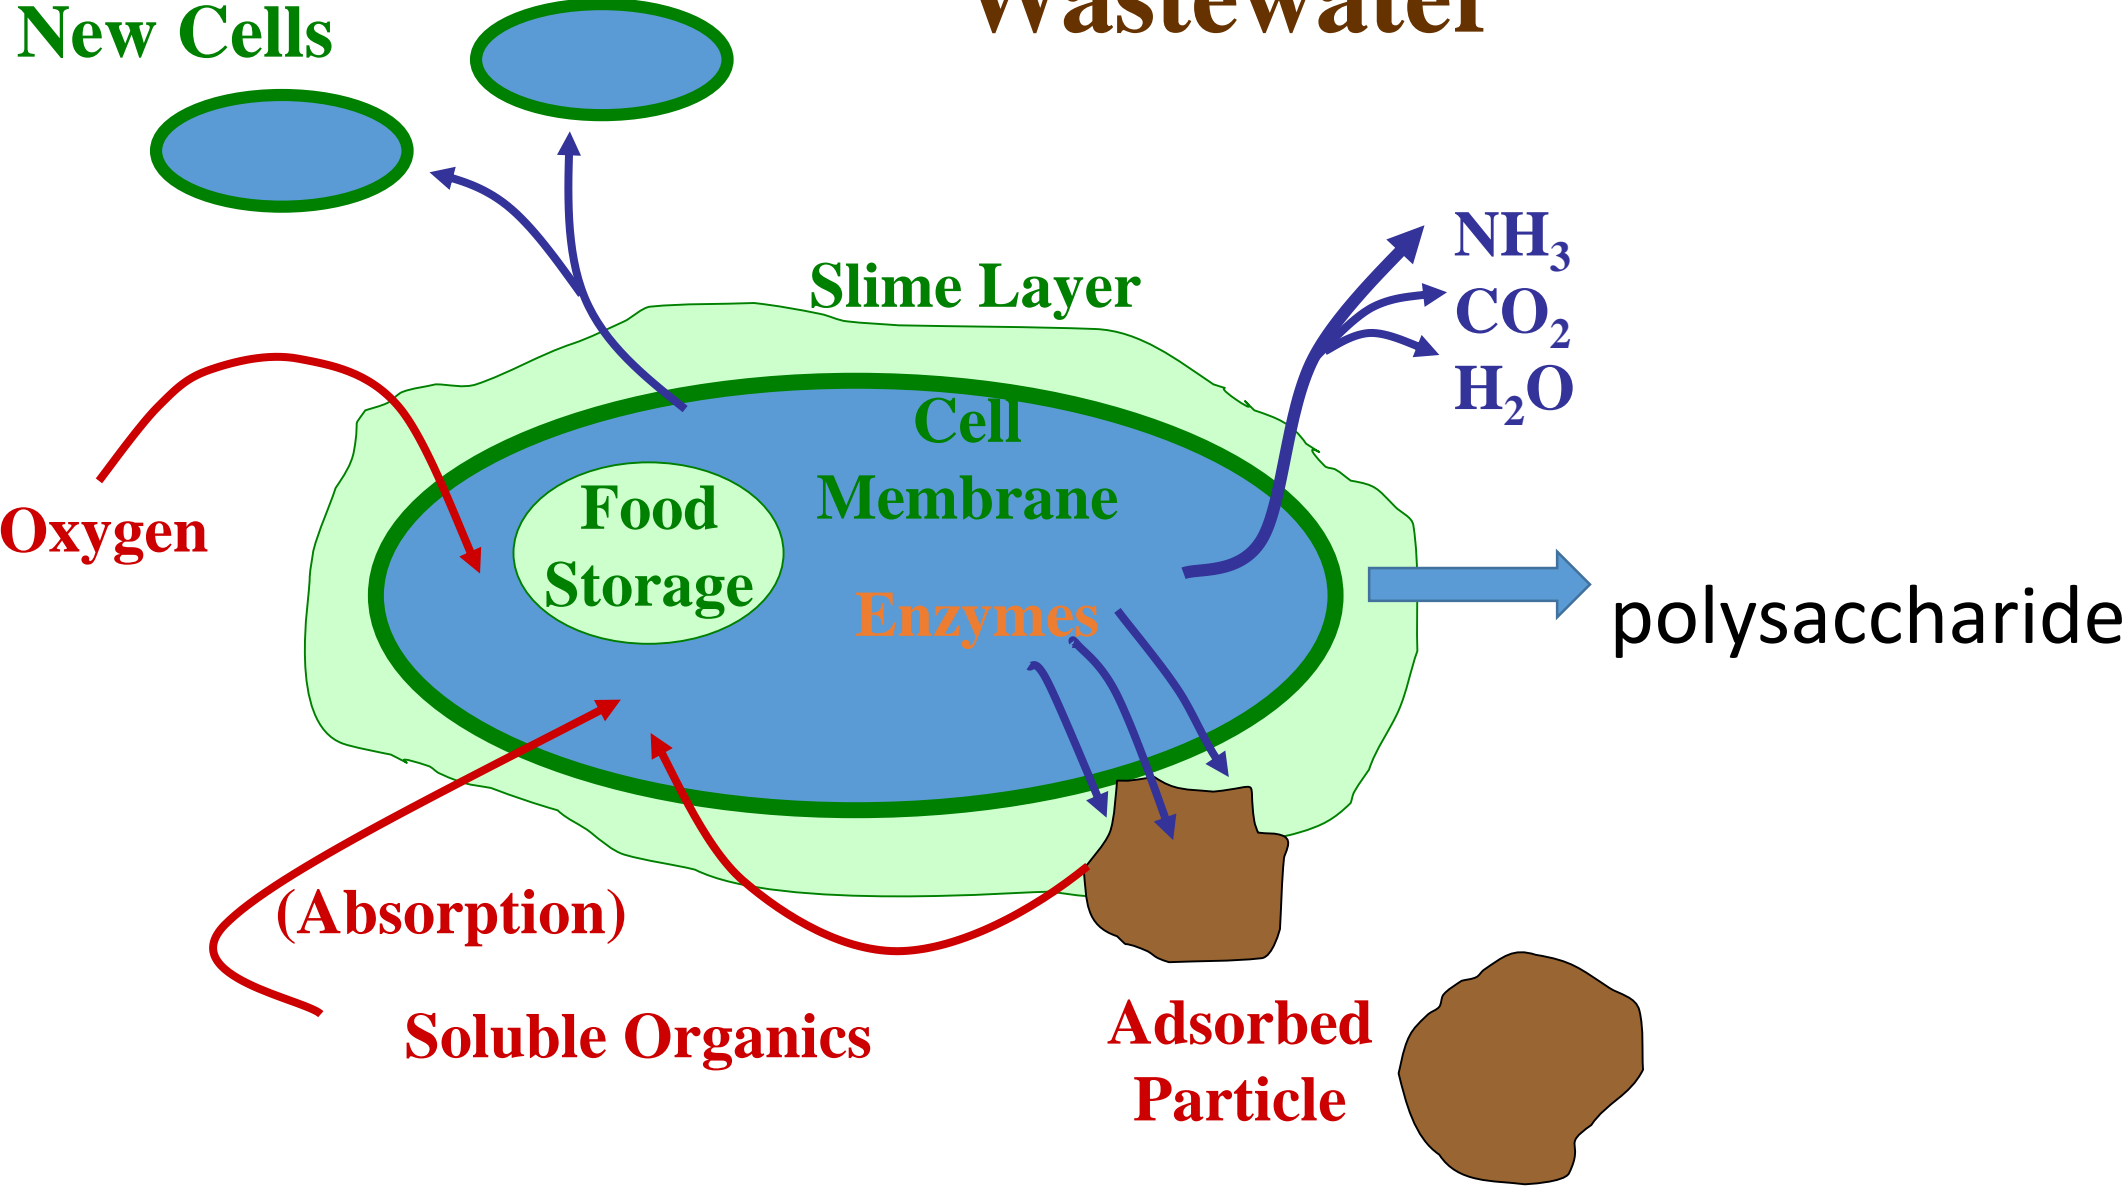 Wastewater
New Cells
Slime Layer
NH₃
CO₂
H₂O
Cell
Membrane
Food
Storage
Oxygen
Enzymes
polysaccharide
(Absorption)
Soluble Organics
Adsorbed
Particle